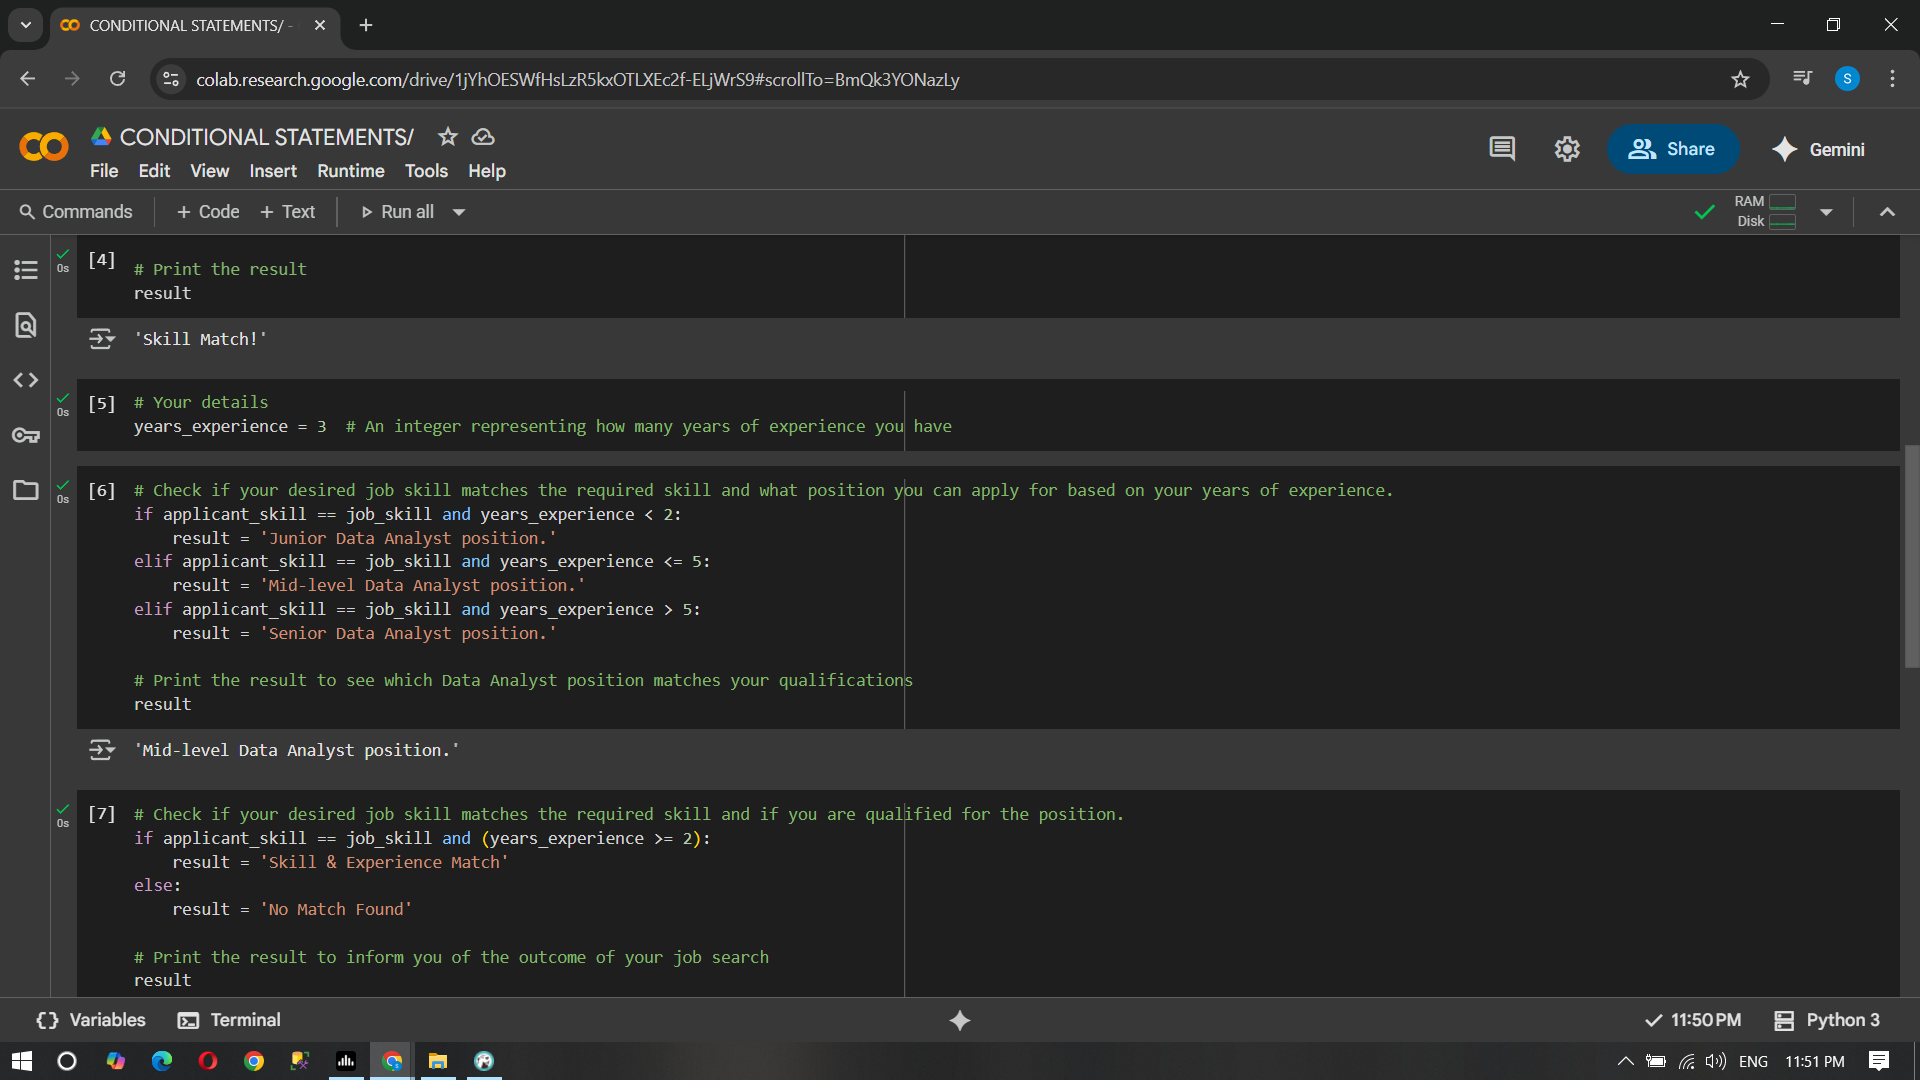 CONDITIONAL STATEMENTS/ -
colab.research.google.com/drive/1jYhOESWfHsLzR5kxOTLXEc2f-ELjWrS9#scrollTo=BmQk3YONazLy
S
CONDITIONAL STATEMENTS/
File Edit View Insert Runtime Tools Help
Share
Gemini
Commands + Code + Text Run all
RAM
Disk
0s
[4]
# Print the result
result
'Skill Match!'
0s
[5]
# Your details
years_experience = 3  # An integer representing how many years of experience you have
0s
[6]
# Check if your desired job skill matches the required skill and what position you can apply for based on your years of experience.
if applicant_skill == job_skill and years_experience < 2:
    result = 'Junior Data Analyst position.'
elif applicant_skill == job_skill and years_experience <= 5:
    result = 'Mid-level Data Analyst position.'
elif applicant_skill == job_skill and years_experience > 5:
    result = 'Senior Data Analyst position.'
# Print the result to see which Data Analyst position matches your qualifications
result
'Mid-level Data Analyst position.'
0s
[7]
# Check if your desired job skill matches the required skill and if you are qualified for the position.
if applicant_skill == job_skill and (years_experience >= 2):
    result = 'Skill & Experience Match'
else:
    result = 'No Match Found'
# Print the result to inform you of the outcome of your job search
result
Variables Terminal
11:50 PM Python 3
ENG 11:51 PM